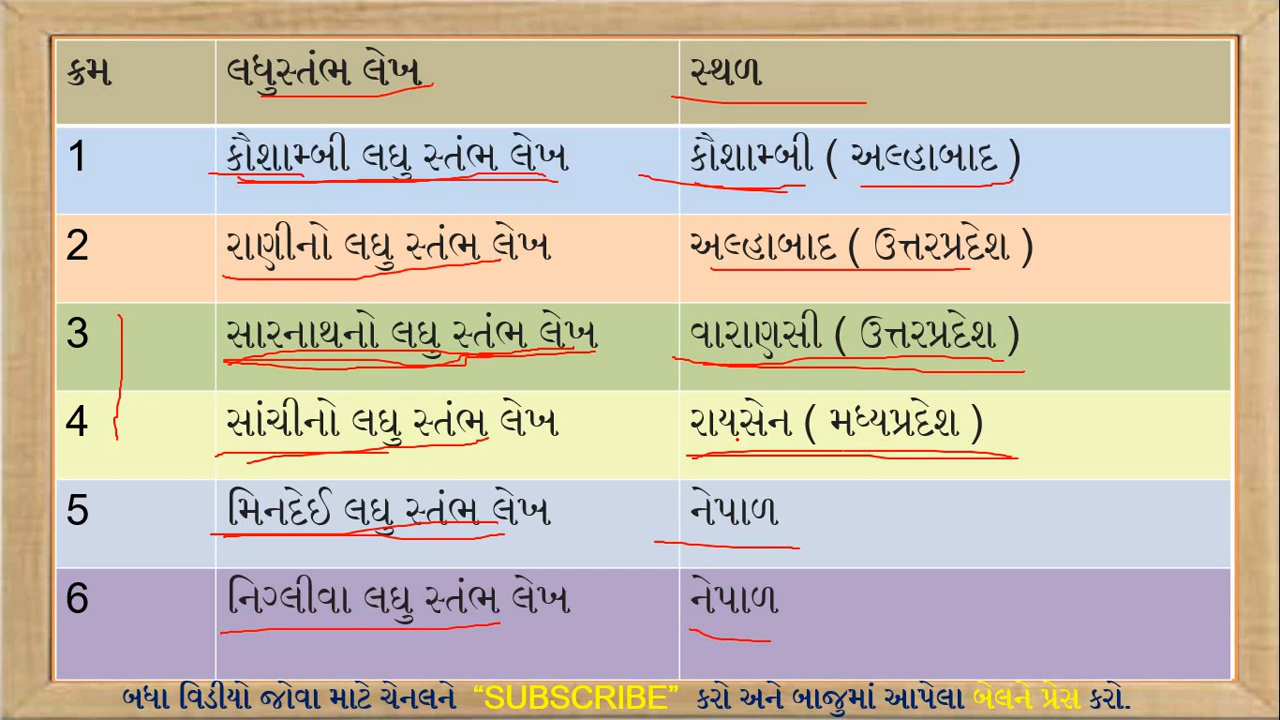 ક્રમ લઘુસ્તંભ લેખ સ્થળ
1 કૌશામ્બી લઘુ સ્તંભ લેખ કૌશામ્બી ( અલ્હાબાદ )
2 રાણીનો લઘુ સ્તંભ લેખ અલ્હાબાદ ( ઉત્તરપ્રદેશ )
3 સારનાથનો લઘુ સ્તંભ લેખ વારાણસી ( ઉત્તરપ્રદેશ )
4 સાંચીનો લઘુ સ્તંભ લેખ રાયસેન ( મધ્યપ્રદેશ )
5 મિનદેઈ લઘુ સ્તંભ લેખ નેપાળ
6 નિગ્લીવા લઘુ સ્તંભ લેખ નેપાળ
બધા વિડીયો જોવા માટે ચેનલને “SUBSCRIBE” કરો અને બાજુમાં આપેલા બેલને પ્રેસ કરો.